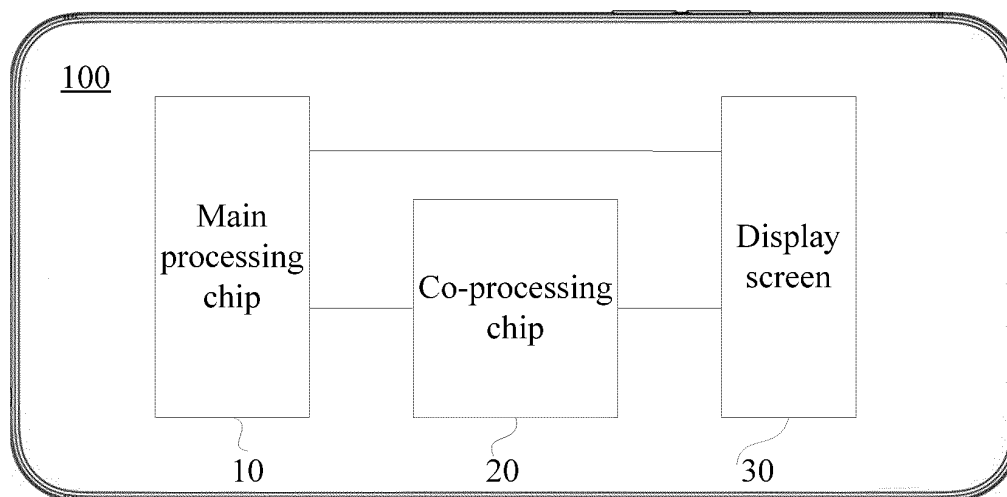 100
Main
processing
chip
Co-processing
chip
Display
screen
10
20
30